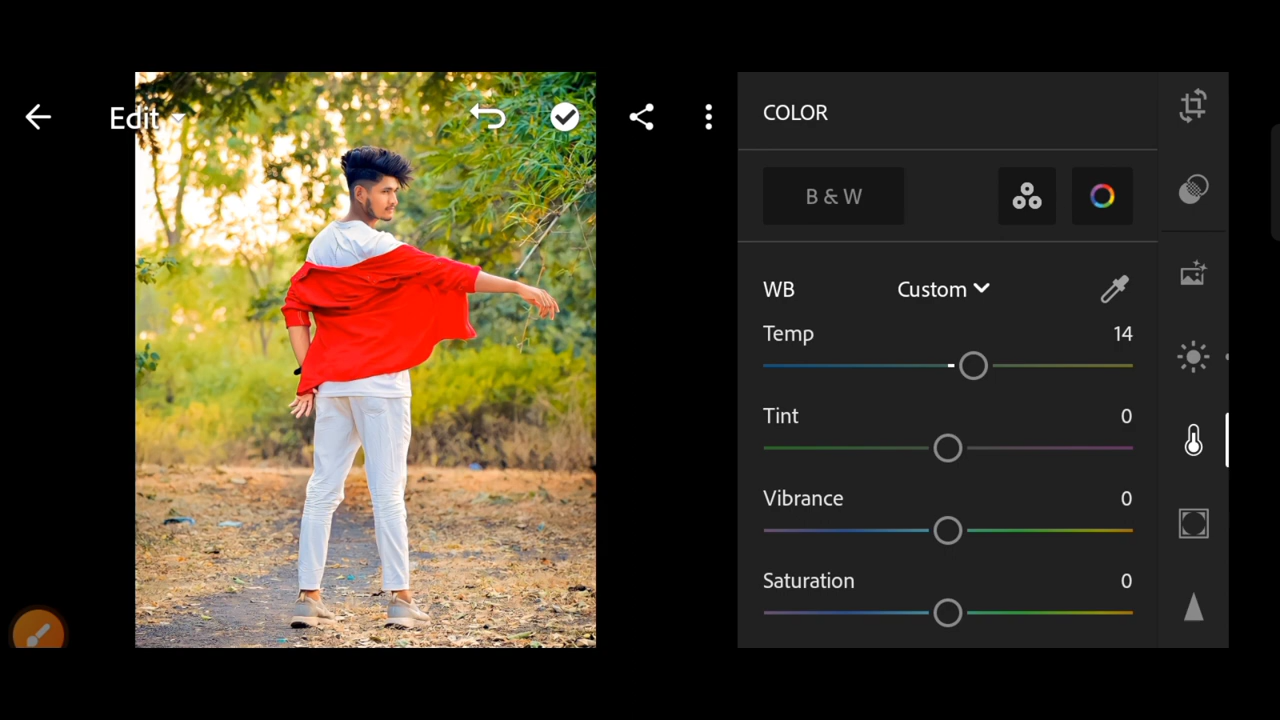 Edit
COLOR
B & W
WB Custom
Temp 14
Tint 0
Vibrance 0
Saturation 0